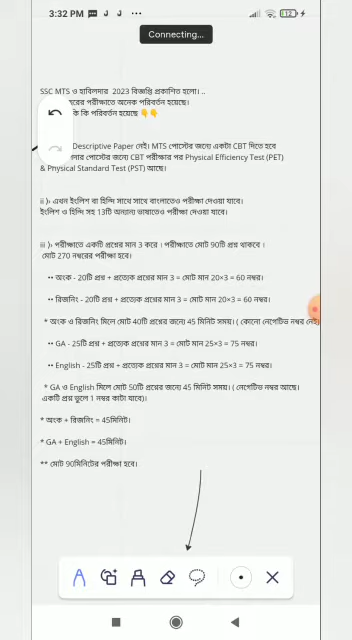 3:32 PM
Connecting...
SSC MTS ও হাবিলদার 2023 বিজ্ঞপ্তি প্রকাশিত হলো। ..
পরীক্ষাতে অনেক পরিবর্তন হয়েছে।
কি কি পরিবর্তন হয়েছে 👇👇
Descriptive Paper নেই। MTS পোস্টের জন্যে একটা CBT দিতে হবে
পোস্টের জন্যে CBT পরীক্ষার পর Physical Efficiency Test (PET)
& Physical Standard Test (PST) আছে।
ii )› এখন ইংলিশ বা হিন্দি সাথে সাথে বাংলাতেও পরীক্ষা দেওয়া যাবে।
ইংলিশ ও হিন্দি সহ 13টি অন্যান্য ভাষাতেও পরীক্ষা দেওয়া যাবে।
iii )› পরীক্ষাতে একটি প্রশ্নের মান 3 করে । পরীক্ষাতে মোট 90টি প্রশ্ন থাকবে ।
মোট 270 নম্বরের পরীক্ষা হবে।
•• অংক - 20টি প্রশ্ন + প্রত্যেক প্রশ্নের মান 3 = মোট মান 20×3 = 60 নম্বর।
•• রিজনিং - 20টি প্রশ্ন + প্রত্যেক প্রশ্নের মান 3 = মোট মান 20×3 = 60 নম্বর।
* অংক ও রিজনিং মিলে মোট 40টি প্রশ্নের জন্যে 45 মিনিট সময়। ( কোনো নেগেটিভ নম্বর নেই)
•• GA - 25টি প্রশ্ন + প্রত্যেক প্রশ্নের মান 3 = মোট মান 25×3 = 75 নম্বর।
•• English - 25টি প্রশ্ন + প্রত্যেক প্রশ্নের মান 3 = মোট মান 25×3 = 75 নম্বর।
* GA ও English মিলে মোট 50টি প্রশ্নের জন্যে 45 মিনিট সময়। ( নেগেটিভ নম্বর আছে।
একটি প্রশ্ন ভুলে 1 নম্বর কাটা যাবে)।
* অংক + রিজনিং = 45মিনিট।
* GA + English = 45মিনিট।
** মোট 90মিনিটের পরীক্ষা হবে।